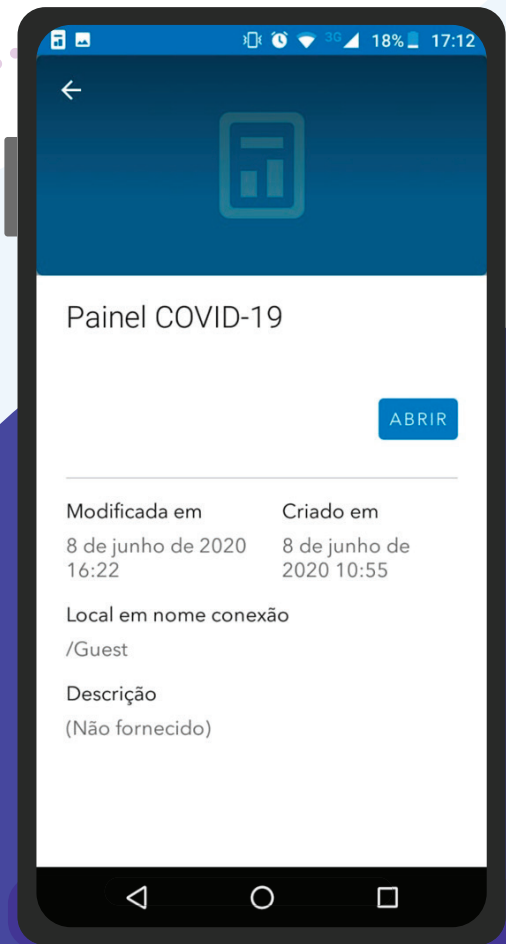 3G 18% 17:12
Painel COVID-19
ABRIR
Modificada em
8 de junho de 2020
16:22
Criado em
8 de junho de
2020 10:55
Local em nome conexão
/Guest
Descrição
(Não fornecido)